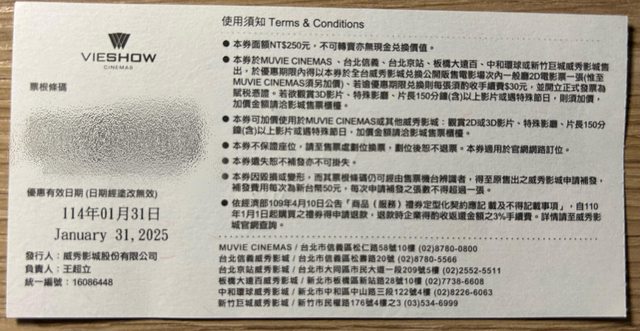 VIESHOW
CINEMAS
票根條碼
優惠有效日期 (日期經塗改無效)
114年01月31日
January 31, 2025
發行人：威秀影城股份有限公司
負責人：王超立
統一編號：16086448
使用須知 Terms & Conditions
● 本券面額NT$250元，不可轉賣亦無現金兌換價值。
● 本券於MUVIE CINEMAS 、台北信義、台北京站、板橋大遠百、中和環球或新竹巨城威秀影城售
出，於優惠期限內得以本券於全台威秀影城兌換公開販售電影場次內一般廳2D電影票一張(惟至
MUVIE CINEMAS須另加價)、若逾優惠期限兌換則每張須酌收手續費$30元，並開立正式發票為
賦稅憑證。若欲觀賞3D影片、特殊影廳、片長150分鐘(含)以上影片或遇特殊節日，則須加價，
加價金額請洽影城售票櫃檯。
● 本券可加價使用於MUVIE CINEMAS或其他威秀影城：觀賞2D或3D影片、特殊影廳、片長150分
鐘(含)以上影片或遇特殊節日，加價金額請洽影城售票櫃檯。
● 本券不保證座位，請至售票處劃位換票，劃位後恕不退票。本券適用於官網網路訂位。
● 本券遺失恕不補發亦不可掛失。
● 本券因毀損或變形，而其票根條碼仍可經由售票機台辨識者，得至原售出之威秀影城申請補發，
補發費用每次為新台幣50元，每次申請補發之張數不得超過一張。
● 依經濟部109年4月10日公告「商品（服務）禮券定型化契約應記載及不得記載事項」，自110
年1月1日起購買之禮券得申請退款，退款時企業得酌收返還金額之3%手續費。詳情請至威秀影
城官網查詢。
MUVIE CINEMAS / 台北市信義區松仁路58號10樓 (02)8780-0800
台北信義威秀影城 / 台北市信義區松壽路20號 (02)8780-5566
台北京站威秀影城 / 台北市大同區市民大道一段209號5樓 (02)2552-5511
板橋大遠百威秀影城 / 新北市板橋區新站路28號10樓 (02)7738-6608
中和環球威秀影城 / 新北市中和區中山路三段122號4樓 (02)8226-6063
新竹巨城威秀影城 / 新竹市民權路176號4樓之3 (03)534-6999